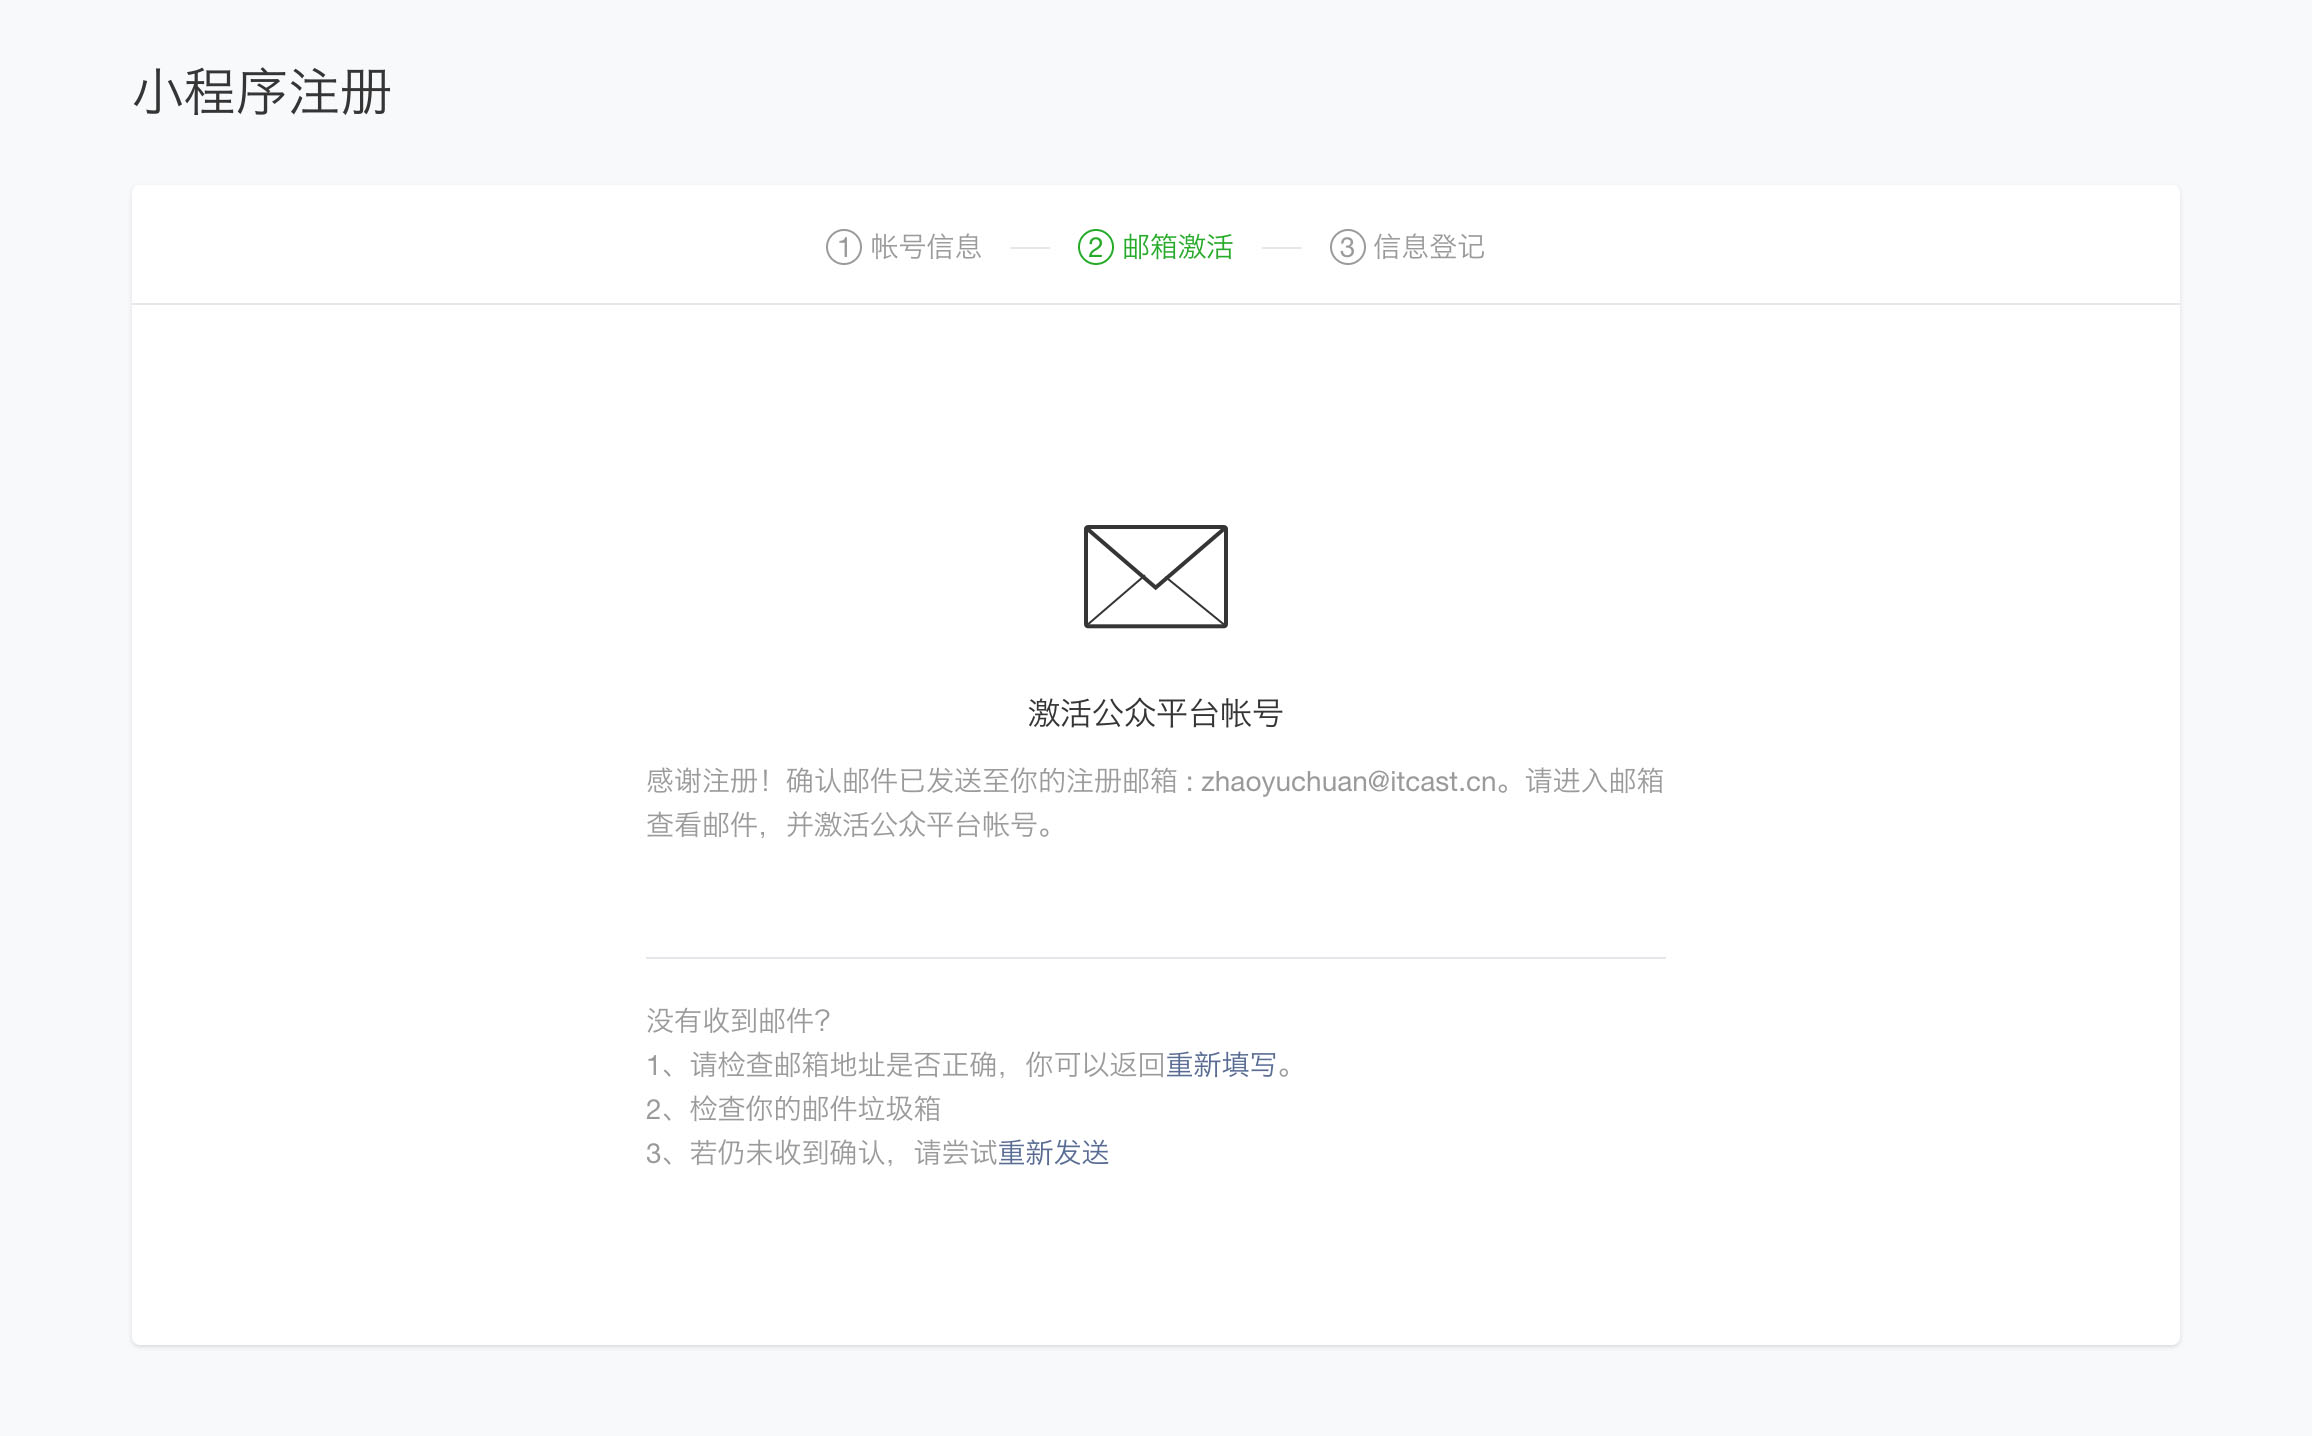 小程序注册
1 帐号信息 2 邮箱激活 3 信息登记
激活公众平台帐号
感谢注册！确认邮件已发送至你的注册邮箱 : zhaoyuchuan@itcast.cn。请进入邮箱
查看邮件，并激活公众平台帐号。
没有收到邮件？
1、请检查邮箱地址是否正确，你可以返回重新填写。
2、检查你的邮件垃圾箱
3、若仍未收到确认，请尝试重新发送